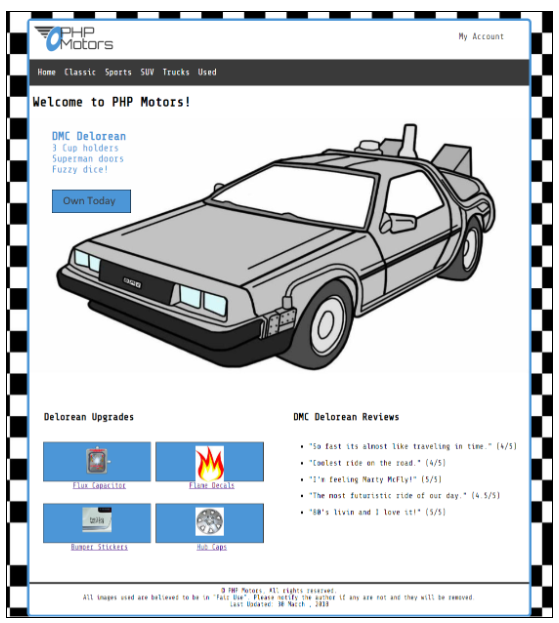 PHP
Motors
My Account
Home Classic Sports SUV Trucks Used
Welcome to PHP Motors!
DMC Delorean
3 Cup holders
Superman doors
Fuzzy dice!
Own Today
DMC
Delorean Upgrades
DMC Delorean Reviews
Flux Capacitor
Flame Decals
Bumper Stickers
Hub Caps
• "So fast its almost like traveling in time." (4/5)
• "Coolest ride on the road." (4/5)
• "I'm feeling Marty McFly!" (5/5)
• "The most futuristic ride of our day." (4.5/5)
• "80's livin and I love it!" (5/5)
© PHP Motors. All rights reserved.
All images used are believed to be in "Fair Use". Please notify the author if any are not and they will be removed.
Last Updated: 30 March , 2018